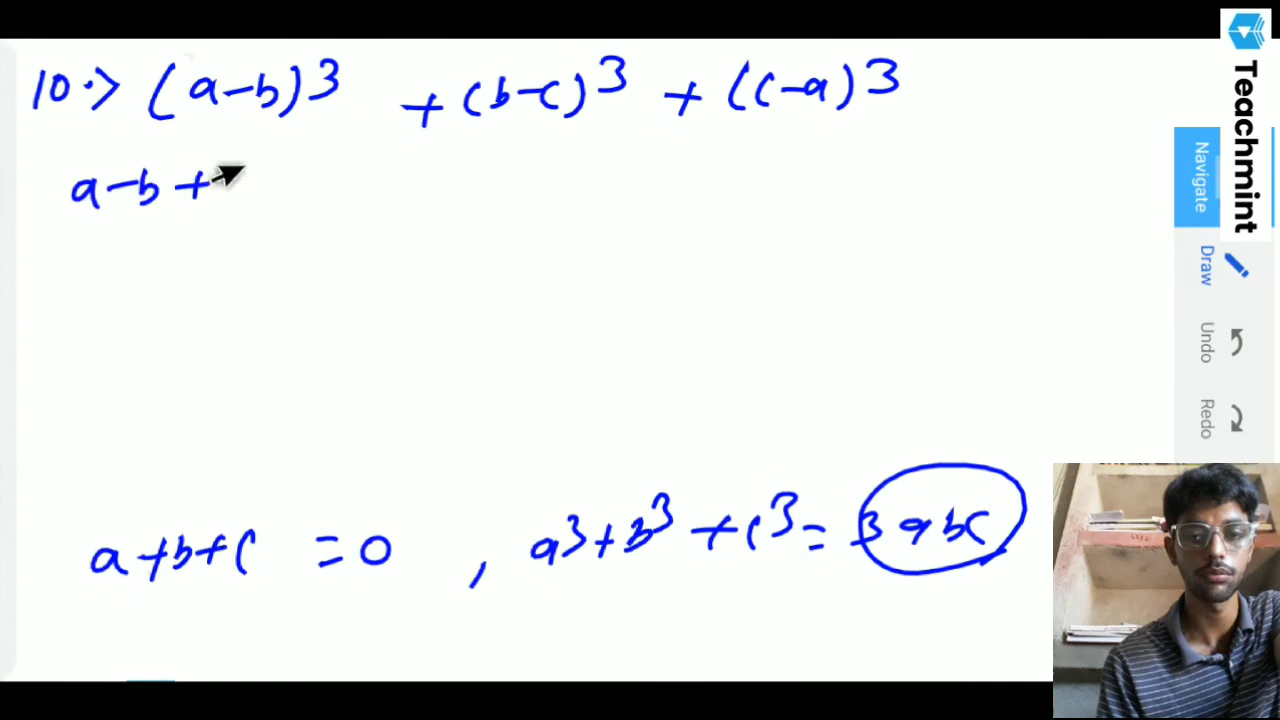 10.> (a-b)3 + (b-c)3 + (c-a)3
a-b+
a+b+c = 0 , a3+b3+c3= 3abc
Teachmint
Navigate
Draw
Undo
Redo